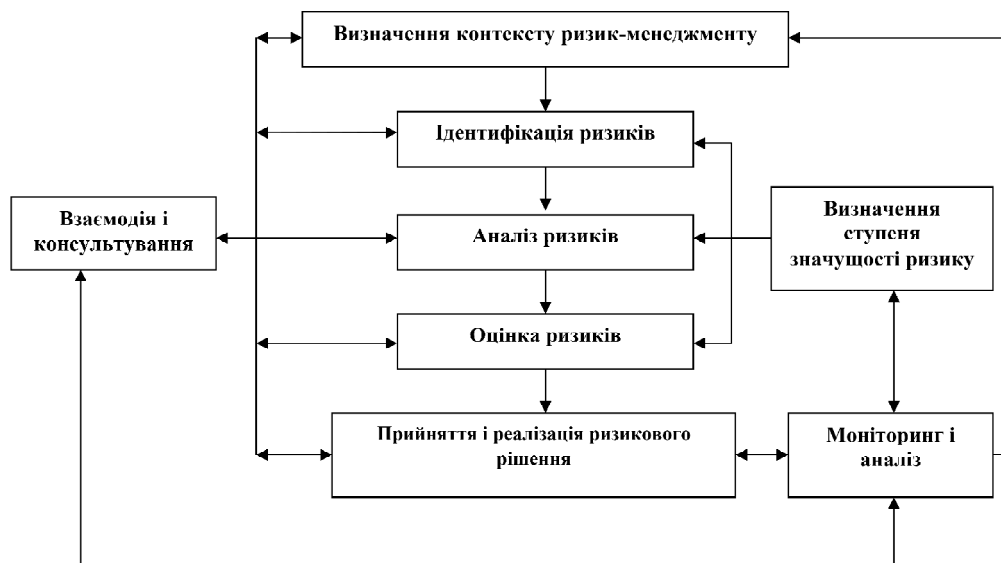 Визначення контексту ризик-менеджменту
Ідентифікація ризиків
Взаємодія і
консультування
Аналіз ризиків
Визначення
ступеня
значущості ризику
Оцінка ризиків
Прийняття і реалізація ризикового
рішення
Моніторинг і
аналіз